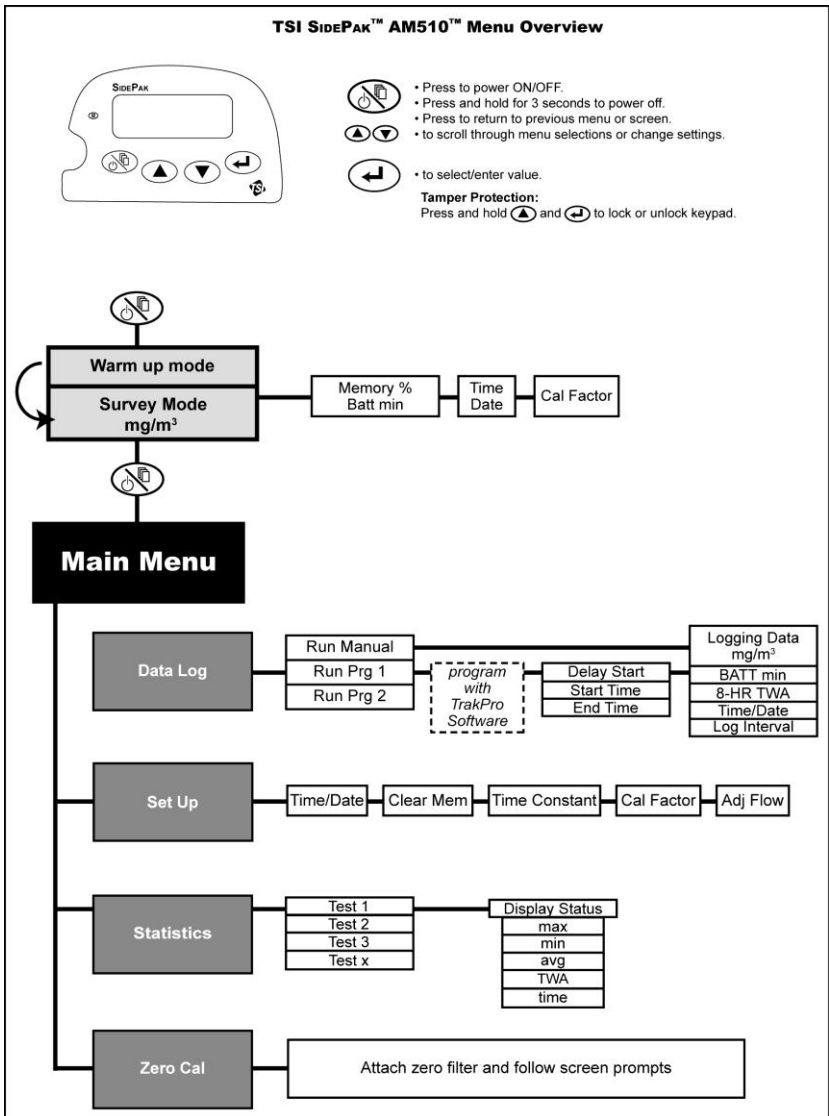 TSI SIDEPAK™ AM510™ Menu Overview
SIDEPAK
TSI
• Press to power ON/OFF.
• Press and hold for 3 seconds to power off.
• Press to return to previous menu or screen.
• to scroll through menu selections or change settings.
• to select/enter value.
Tamper Protection:
Press and hold and to lock or unlock keypad.
Warm up mode
Survey Mode
mg/m³
Memory %
Batt min
Time
Date
Cal Factor
Main Menu
Data Log
Run Manual
Run Prg 1
Run Prg 2
program
with
TrakPro
Software
Delay Start
Start Time
End Time
Logging Data
mg/m³
BATT min
8-HR TWA
Time/Date
Log Interval
Set Up
Time/Date
Clear Mem
Time Constant
Cal Factor
Adj Flow
Statistics
Test 1
Test 2
Test 3
Test x
Display Status
max
min
avg
TWA
time
Zero Cal
Attach zero filter and follow screen prompts